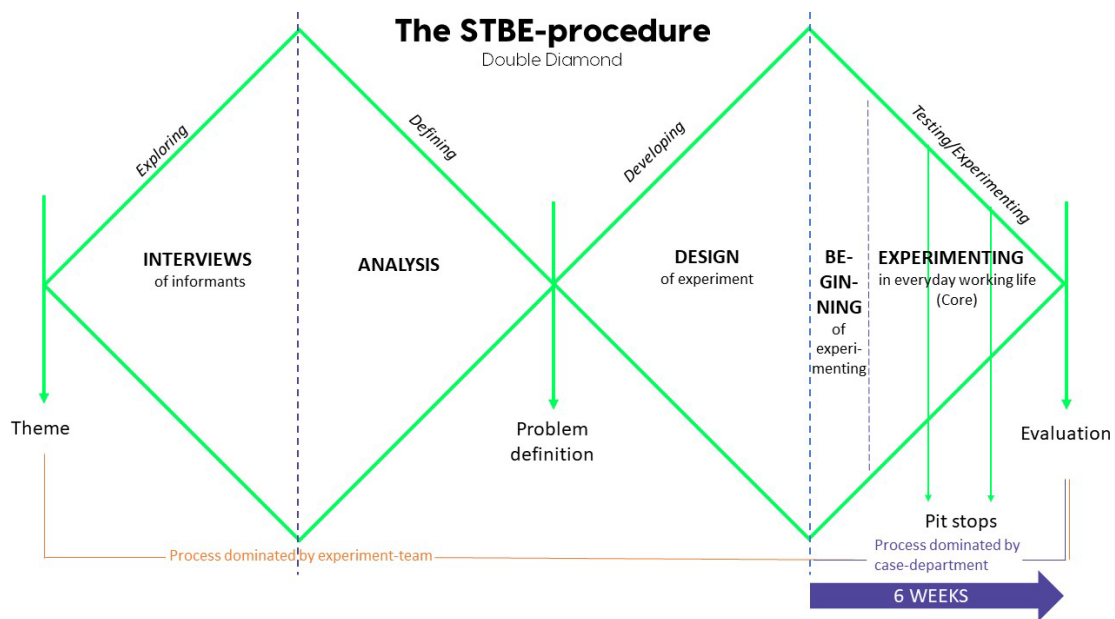 The STBE-procedure
Double Diamond
Exploring
Defining
Developing
Testing/Experimenting
INTERVIEWS
of informants
ANALYSIS
DESIGN
of experiment
BE-
GIN-
NING
of
experi-
menting
EXPERIMENTING
in everyday working life
(Core)
Theme
Problem
definition
Evaluation
Pit stops
Process dominated by experiment-team
Process dominated by
case-department
6 WEEKS